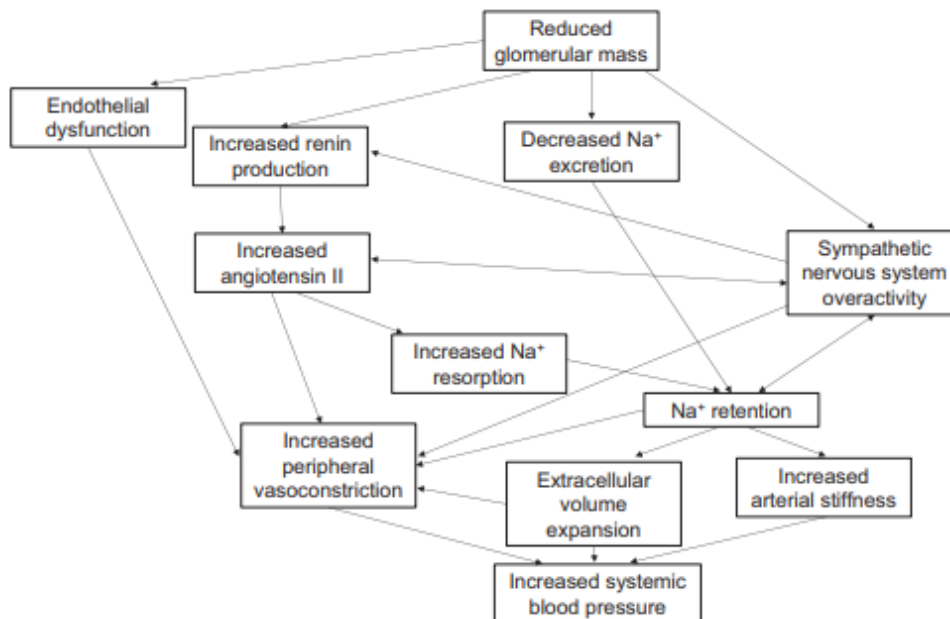 Reduced
glomerular mass
Endothelial
dysfunction
Increased renin
production
Decreased Na⁺
excretion
Increased
angiotensin II
Sympathetic
nervous system
overactivity
Increased Na⁺
resorption
Na⁺ retention
Increased
peripheral
vasoconstriction
Extracellular
volume
expansion
Increased
arterial stiffness
Increased systemic
blood pressure